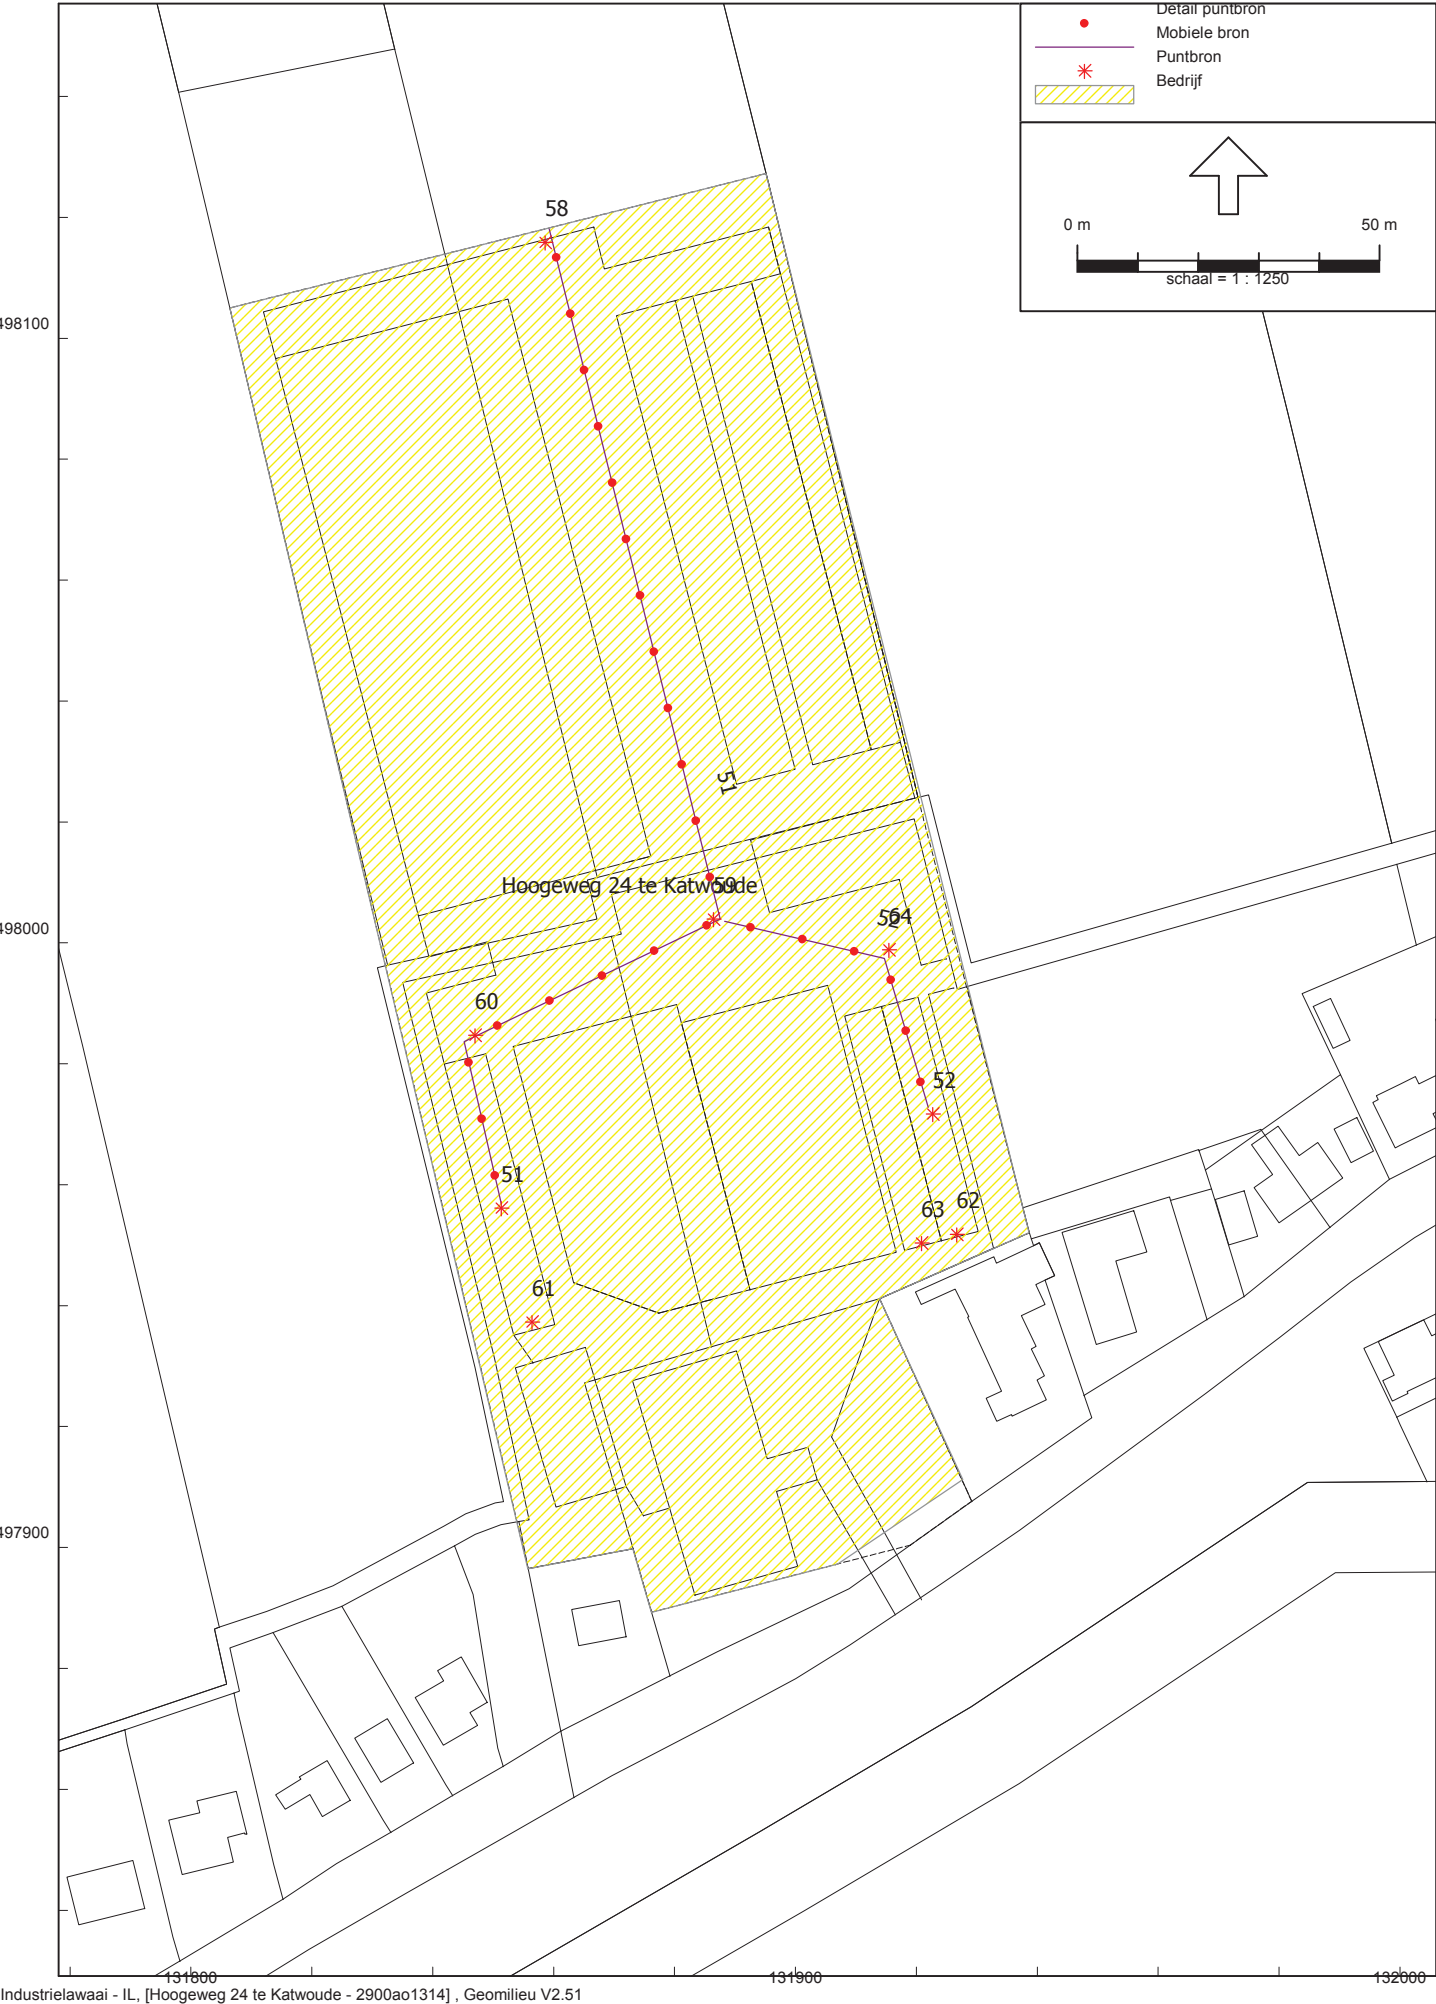 Detail puntbron
Mobiele bron
Puntbron
Bedrijf
0 m
50 m
schaal = 1 : 1250
58
498100
51
Hoogeweg 24 te Katwoude
59
52
64
498000
60
52
51
62
63
61
497900
131800
131900
132000
Industrielawaai - IL, [Hoogeweg 24 te Katwoude - 2900ao1314] , Geomilieu V2.51